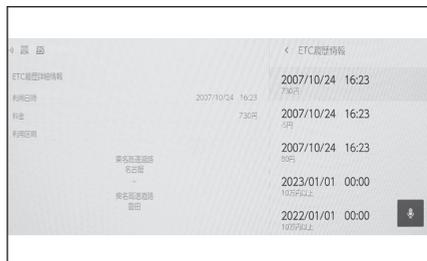 ETC履歴詳細情報
利用日時 2007/10/24 16:23
料金 730円
利用区間
東名高速道路
名古屋
~
東名高速道路
豊田
< ETC履歴情報
2007/10/24 16:23
730円
2007/10/24 16:23
-5円
2007/10/24 16:23
80円
2023/01/01 00:00
10万円以上
2022/01/01 00:00
10万円以上